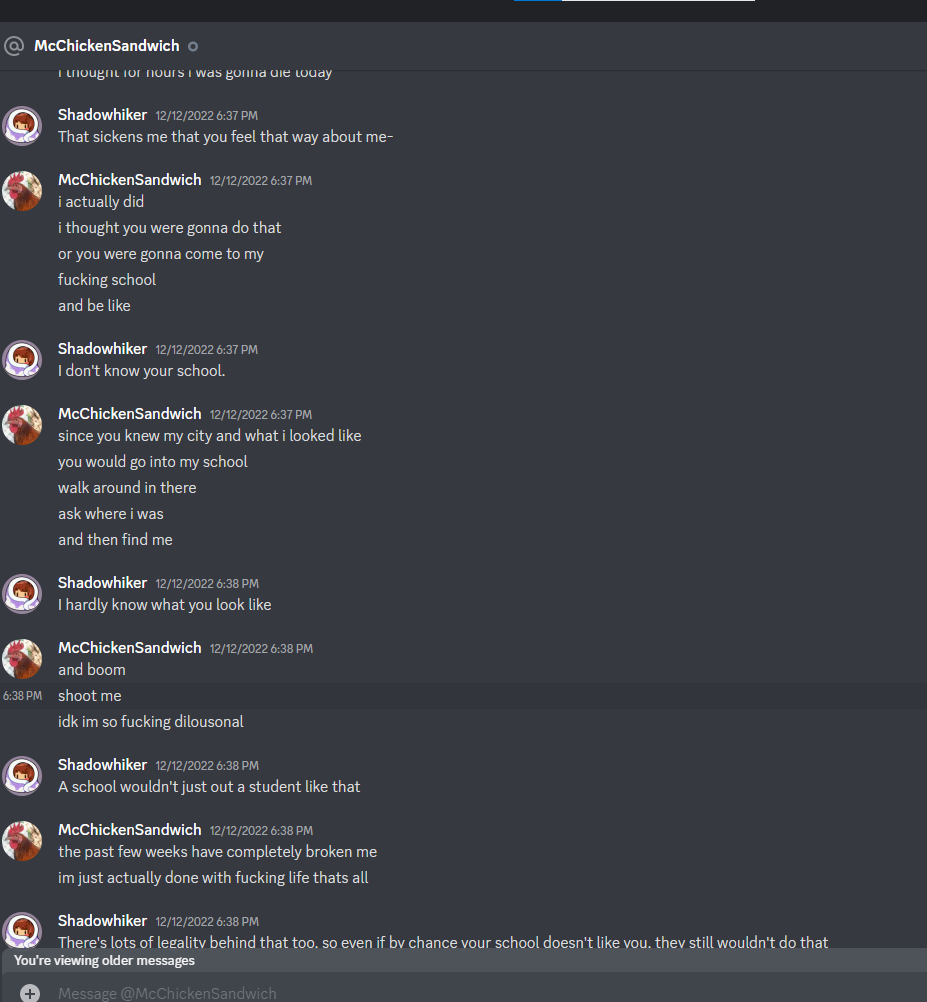 McChickenSandwich
i thought for hours i was gonna die today
Shadowhiker 12/12/2022 6:37 PM
That sickens me that you feel that way about me-
McChickenSandwich 12/12/2022 6:37 PM
i actually did
i thought you were gonna do that
or you were gonna come to my
fucking school
and be like
Shadowhiker 12/12/2022 6:37 PM
I don't know your school.
McChickenSandwich 12/12/2022 6:37 PM
since you knew my city and what i looked like
you would go into my school
walk around in there
ask where i was
and then find me
Shadowhiker 12/12/2022 6:38 PM
I hardly know what you look like
McChickenSandwich 12/12/2022 6:38 PM
and boom
6:38 PM shoot me
idk im so fucking dilousonal
Shadowhiker 12/12/2022 6:38 PM
A school wouldn't just out a student like that
McChickenSandwich 12/12/2022 6:38 PM
the past few weeks have completely broken me
im just actually done with fucking life thats all
Shadowhiker 12/12/2022 6:38 PM
There's lots of legality behind that too, so even if by chance your school doesn't like you, they still wouldn't do that
You're viewing older messages
Message @McChickenSandwich